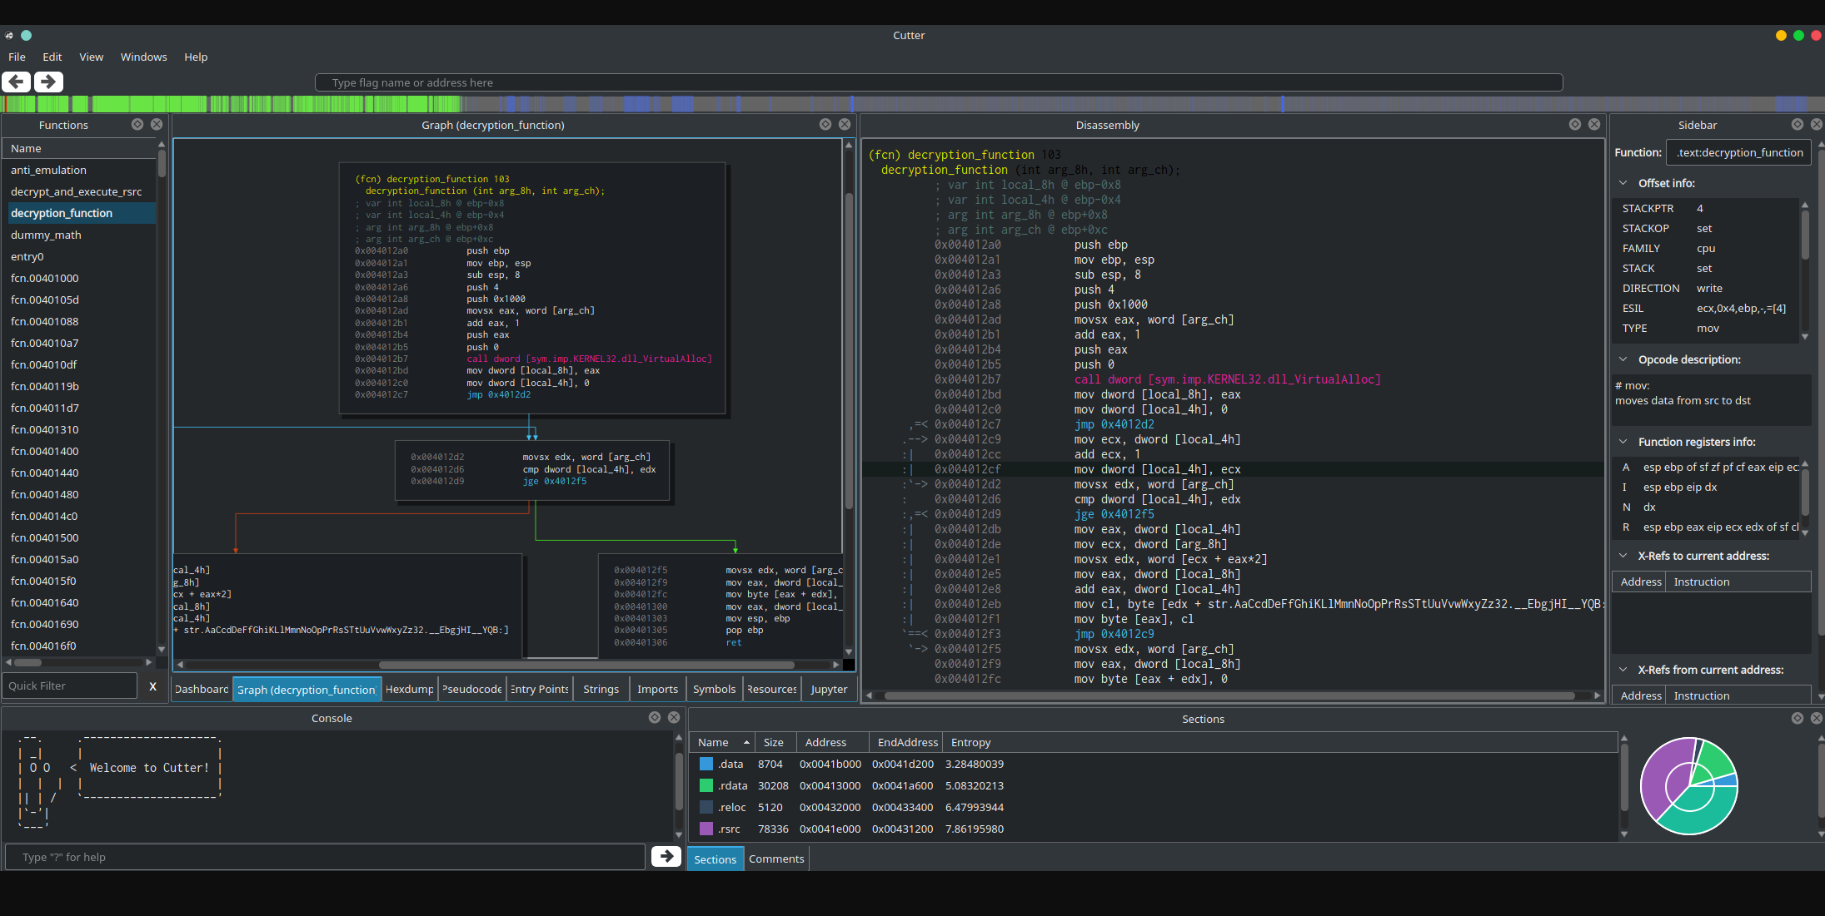 Cutter
File Edit View Windows Help
Type flag name or address here
Functions
Name
anti_emulation
decrypt_and_execute_rsrc
decryption_function
dummy_math
entry0
fcn.00401000
fcn.0040105d
fcn.00401088
fcn.004010a7
fcn.004010df
fcn.0040119b
fcn.004011d7
fcn.00401310
fcn.00401400
fcn.00401440
fcn.00401480
fcn.004014c0
fcn.00401500
fcn.004015a0
fcn.004015f0
fcn.00401640
fcn.00401690
fcn.004016f0
Quick Filter X
Graph (decryption_function)
(fcn) decryption_function 103
decryption_function (int arg_8h, int arg_ch);
; var int local_8h @ ebp-0x8
; var int local_4h @ ebp-0x4
; arg int arg_8h @ ebp+0x8
; arg int arg_ch @ ebp+0xc
0x004012a0 push ebp
0x004012a1 mov ebp, esp
0x004012a3 sub esp, 8
0x004012a6 push 4
0x004012a8 push 0x1000
0x004012ad movsx eax, word [arg_ch]
0x004012b1 add eax, 1
0x004012b4 push eax
0x004012b5 push 0
0x004012b7 call dword [sym.imp.KERNEL32.dll_VirtualAlloc]
0x004012bd mov dword [local_8h], eax
0x004012c0 mov dword [local_4h], 0
0x004012c7 jmp 0x4012d2
0x004012d2 movsx edx, word [arg_ch]
0x004012d6 cmp dword [local_4h], edx
0x004012d9 jge 0x4012f5
cal_4h]
g_8h]
cx + eax*2]
cal_8h]
cal_4h]
+ str.AaCcdDeFfGhiKLlMmnNoOpPrRsSTtUuVvwWxyZz32.__EbgjHI__YQB:]
0x004012f5 movsx edx, word [arg_c
0x004012f9 mov eax, dword [local_
0x004012fc mov byte [eax + edx],
0x00401300 mov eax, dword [local_
0x00401303 mov esp, ebp
0x00401305 pop ebp
0x00401306 ret
Dashboard Graph (decryption_function Hexdump Pseudocode Entry Points Strings Imports Symbols Resources Jupyter
Disassembly
(fcn) decryption_function 103
decryption_function (int arg_8h, int arg_ch);
; var int local_8h @ ebp-0x8
; var int local_4h @ ebp-0x4
; arg int arg_8h @ ebp+0x8
; arg int arg_ch @ ebp+0xc
0x004012a0 push ebp
0x004012a1 mov ebp, esp
0x004012a3 sub esp, 8
0x004012a6 push 4
0x004012a8 push 0x1000
0x004012ad movsx eax, word [arg_ch]
0x004012b1 add eax, 1
0x004012b4 push eax
0x004012b5 push 0
0x004012b7 call dword [sym.imp.KERNEL32.dll_VirtualAlloc]
0x004012bd mov dword [local_8h], eax
0x004012c0 mov dword [local_4h], 0
,=< 0x004012c7 jmp 0x4012d2
.--> 0x004012c9 mov ecx, dword [local_4h]
:| 0x004012cc add ecx, 1
:| 0x004012cf mov dword [local_4h], ecx
:`-> 0x004012d2 movsx edx, word [arg_ch]
: 0x004012d6 cmp dword [local_4h], edx
:,=< 0x004012d9 jge 0x4012f5
:| 0x004012db mov eax, dword [local_4h]
:| 0x004012de mov ecx, dword [arg_8h]
:| 0x004012e1 movsx edx, word [ecx + eax*2]
:| 0x004012e5 mov eax, dword [local_8h]
:| 0x004012e8 add eax, dword [local_4h]
:| 0x004012eb mov cl, byte [edx + str.AaCcdDeFfGhiKLlMmnNoOpPrRsSTtUuVvwWxyZz32.__EbgjHI__YQB:
:| 0x004012f1 mov byte [eax], cl
`==< 0x004012f3 jmp 0x4012c9
`-> 0x004012f5 movsx edx, word [arg_ch]
0x004012f9 mov eax, dword [local_8h]
0x004012fc mov byte [eax + edx], 0
Sidebar
Function: .text:decryption_function
Offset info:
STACKPTR 4
STACKOP set
FAMILY cpu
STACK set
DIRECTION write
ESIL ecx,0x4,ebp,-,=[4]
TYPE mov
Opcode description:
# mov:
moves data from src to dst
Function registers info:
A esp ebp of sf zf pf cf eax eip ec
I esp ebp eip dx
N dx
R esp ebp eax eip ecx edx of sf cl
X-Refs to current address:
Address Instruction
X-Refs from current address:
Address Instruction
Console
< Welcome to Cutter! |
Type "?" for help
Sections
Name Size Address EndAddress Entropy
.data 8704 0x0041b000 0x0041d200 3.28480039
.rdata 30208 0x00413000 0x0041a600 5.08320213
.reloc 5120 0x00432000 0x00433400 6.47993944
.rsrc 78336 0x0041e000 0x00431200 7.86195980
Sections Comments